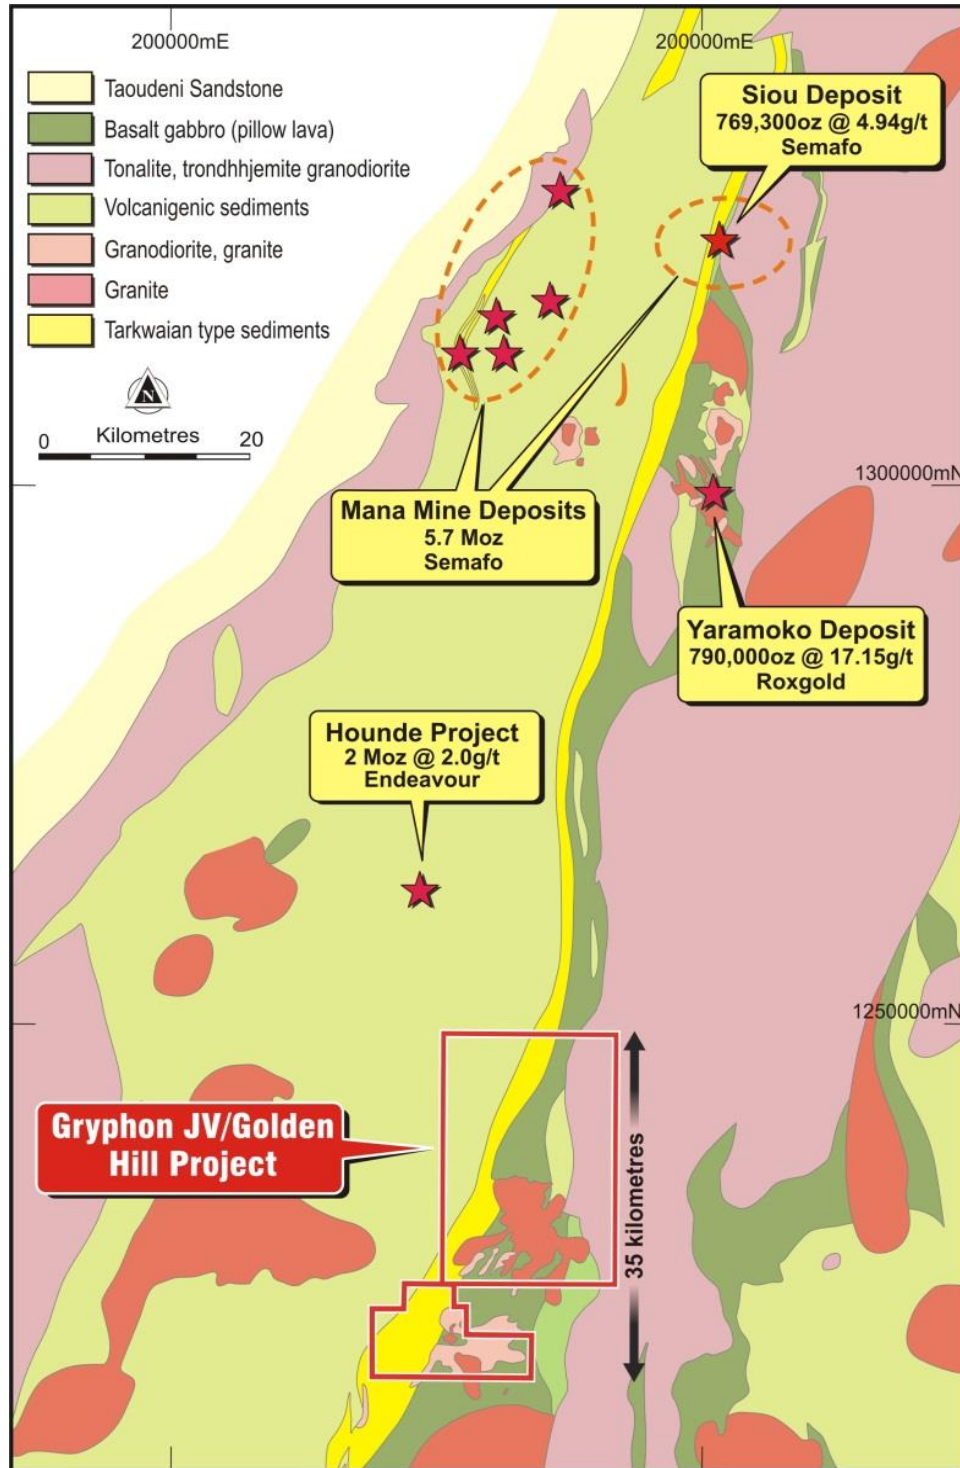 200000mE
200000mE
Taoudeni Sandstone
Basalt gabbro (pillow lava)
Tonalite, trondhhjemite granodiorite
Volcanigenic sediments
Granodiorite, granite
Granite
Tarkwaian type sediments
N
Kilometres
0
20
Siou Deposit
769,300oz @ 4.94g/t
Semafo
Mana Mine Deposits
5.7 Moz
Semafo
1300000mN
Yaramoko Deposit
790,000oz @ 17.15g/t
Roxgold
Hounde Project
2 Moz @ 2.0g/t
Endeavour
1250000mN
Gryphon JV/Golden
Hill Project
35 kilometres